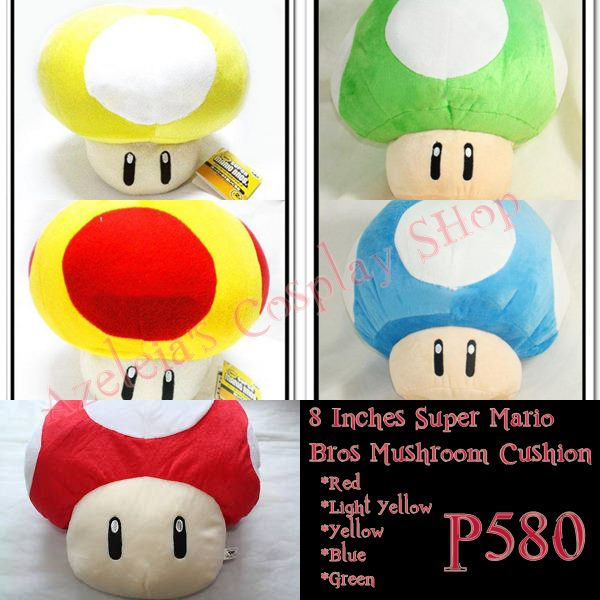 Azeleia's Cosplay SHop
8 Inches Super Mario
Bros Mushroom Cushion
*Red
*Light Yellow
*Yellow
*Blue
*Green
P580